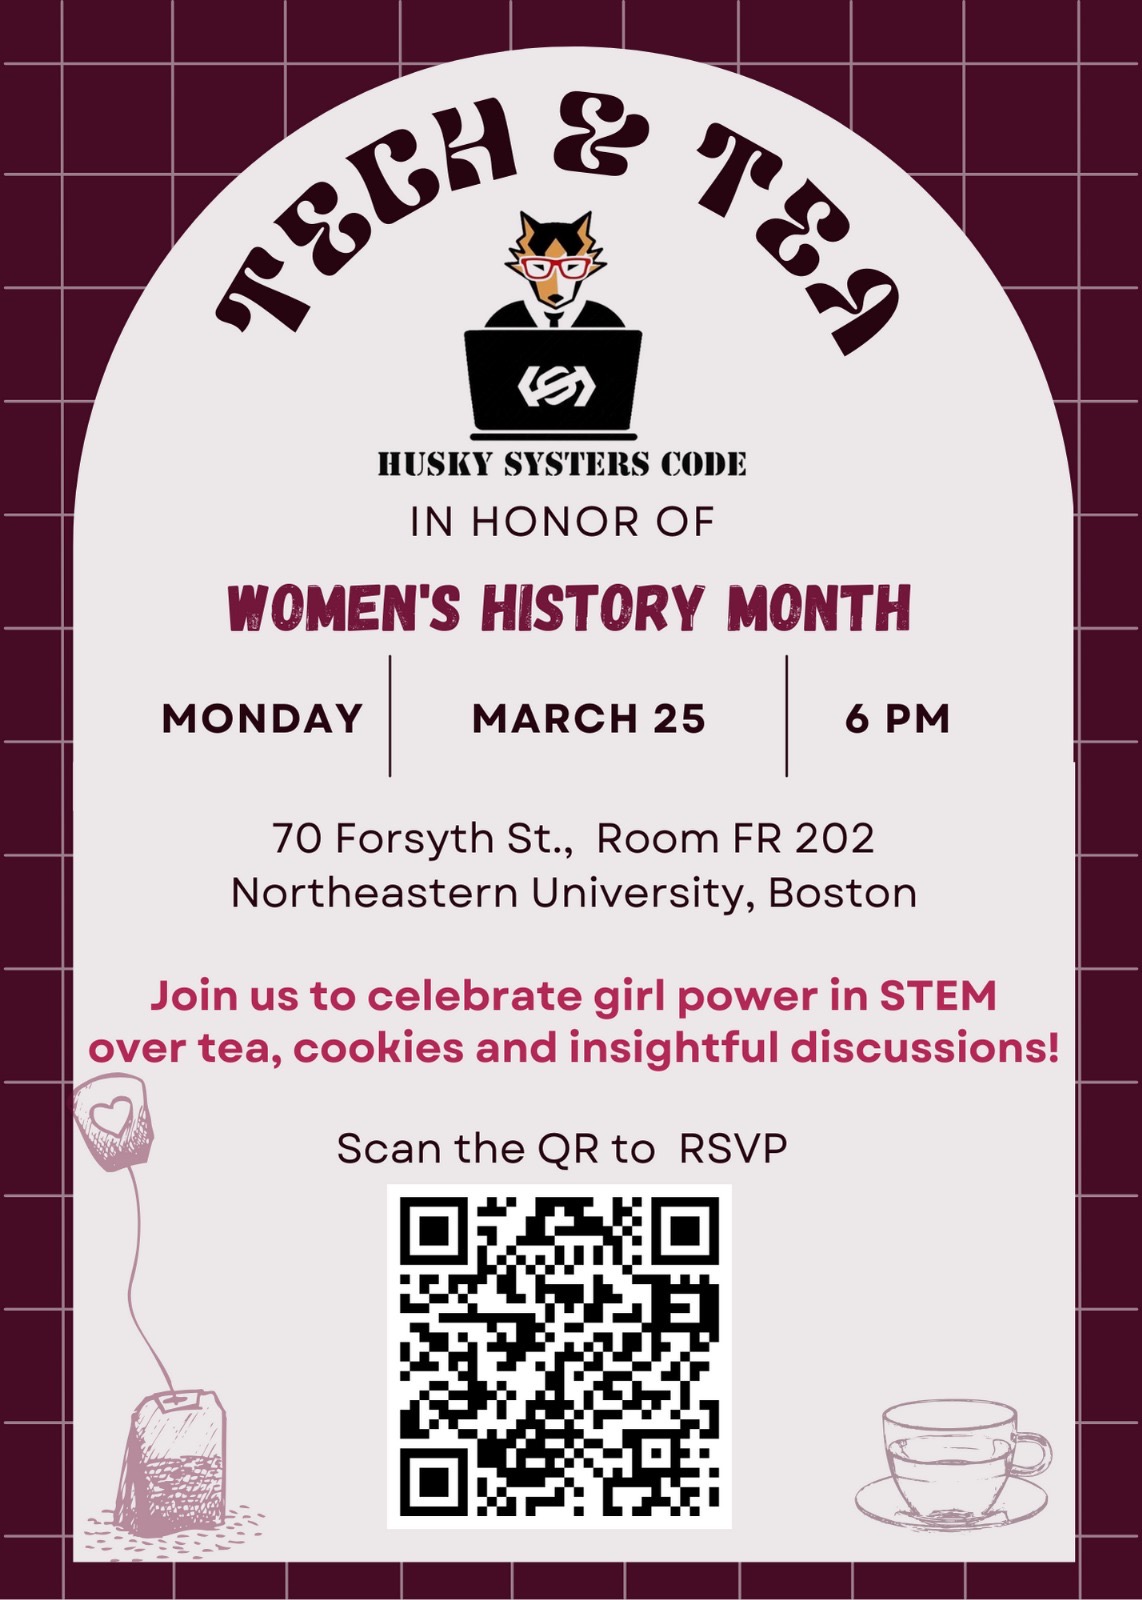 TECH & TEA
HUSKY SYSTERS CODE
IN HONOR OF
WOMEN'S HISTORY MONTH
MONDAY MARCH 25 6 PM
70 Forsyth St., Room FR 202
Northeastern University, Boston
Join us to celebrate girl power in STEM
over tea, cookies and insightful discussions!
Scan the QR to RSVP